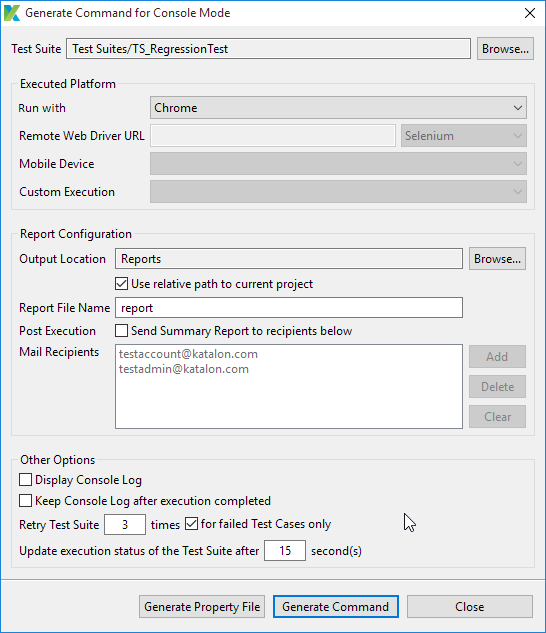 Generate Command for Console Mode
Test Suite Test Suites/TS_RegressionTest Browse...
Executed Platform
Run with Chrome
Remote Web Driver URL Selenium
Mobile Device
Custom Execution
Report Configuration
Output Location Reports Browse...
Use relative path to current project
Report File Name report
Post Execution Send Summary Report to recipients below
Mail Recipients testaccount@katalon.com Add
testadmin@katalon.com
Delete
Clear
Other Options
Display Console Log
Keep Console Log after execution completed
Retry Test Suite 3 times for failed Test Cases only
Update execution status of the Test Suite after 15 second(s)
Generate Property File Generate Command Close